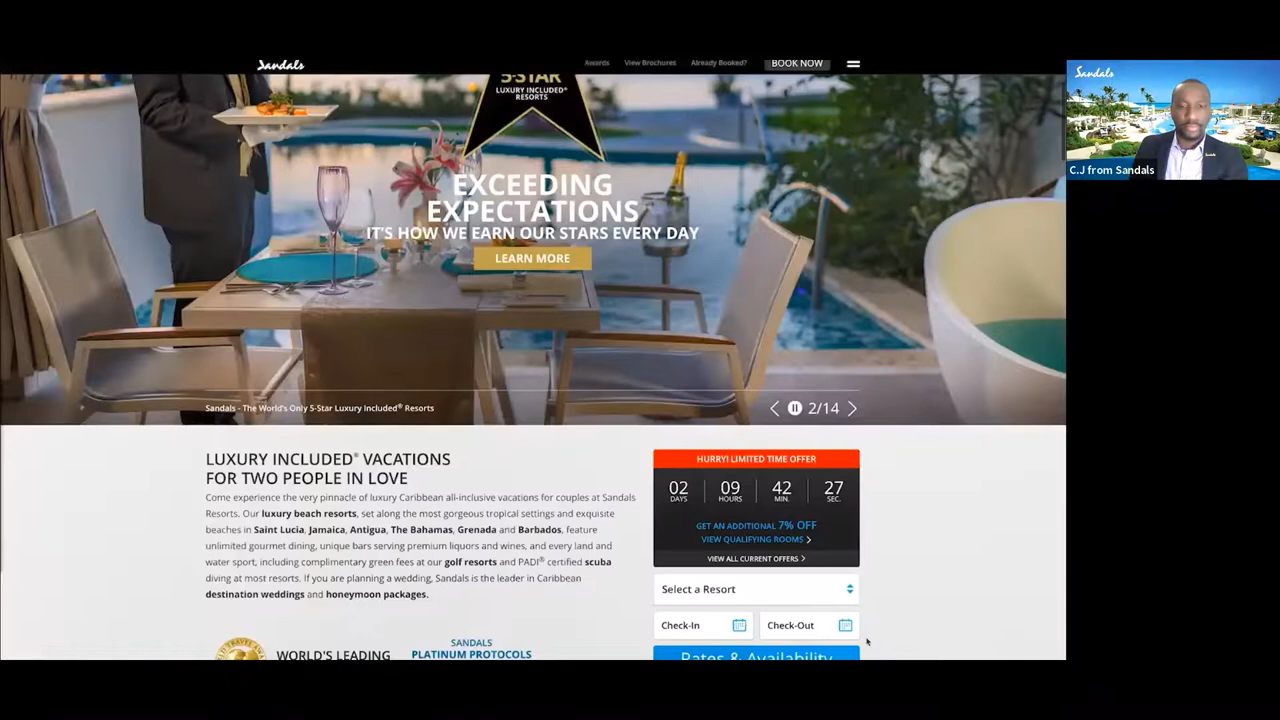 Sandals
Awards View Brochures Already Booked? BOOK NOW
Sandals
5-STAR
LUXURY INCLUDED®
RESORTS
EXCEEDING
EXPECTATIONS
IT'S HOW WE EARN OUR STARS EVERY DAY
LEARN MORE
C.J from Sandals
Sandals - The World's Only 5-Star Luxury Included® Resorts
2/14
LUXURY INCLUDED® VACATIONS
FOR TWO PEOPLE IN LOVE
Come experience the very pinnacle of luxury Caribbean all-inclusive vacations for couples at Sandals
Resorts. Our luxury beach resorts, set along the most gorgeous tropical settings and exquisite
beaches in Saint Lucia, Jamaica, Antigua, The Bahamas, Grenada and Barbados, feature
unlimited gourmet dining, unique bars serving premium liquors and wines, and every land and
water sport, including complimentary green fees at our golf resorts and PADI® certified scuba
diving at most resorts. If you are planning a wedding, Sandals is the leader in Caribbean
destination weddings and honeymoon packages.
HURRY! LIMITED TIME OFFER
02 09 42 27
DAYS HOURS MIN. SEC.
GET AN ADDITIONAL 7% OFF
VIEW QUALIFYING ROOMS
VIEW ALL CURRENT OFFERS
Select a Resort
Check-In Check-Out
Rates & Availability
WORLD'S LEADING
SANDALS
PLATINUM PROTOCOLS